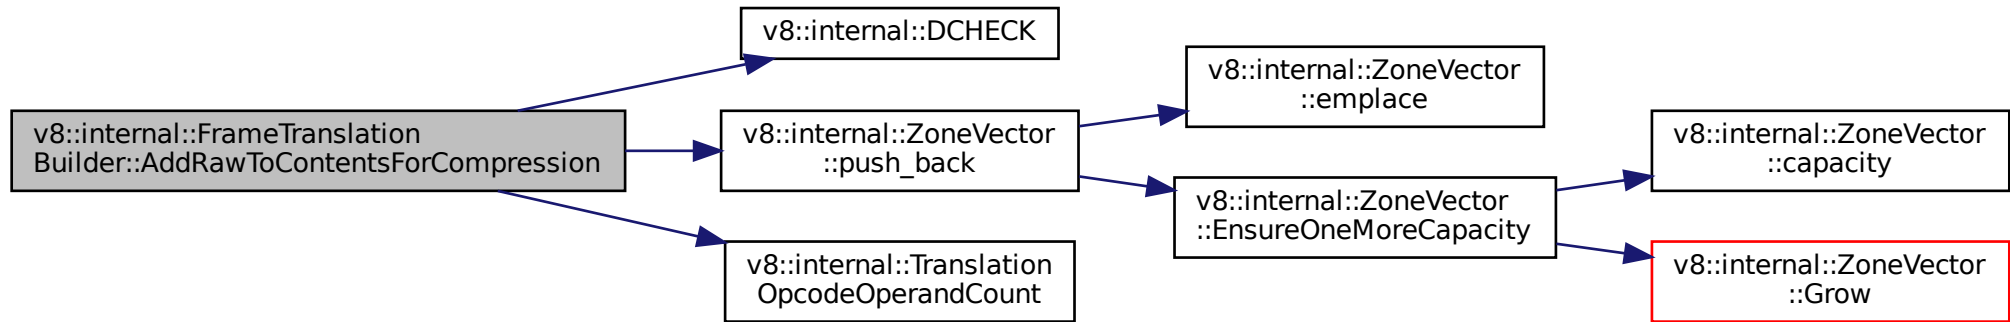 v8::internal::FrameTranslation
Builder::AddRawToContentsForCompression
v8::internal::DCHECK
v8::internal::ZoneVector
::push_back
v8::internal::ZoneVector
::emplace
v8::internal::ZoneVector
::EnsureOneMoreCapacity
v8::internal::ZoneVector
::capacity
v8::internal::ZoneVector
::Grow
v8::internal::Translation
OpcodeOperandCount